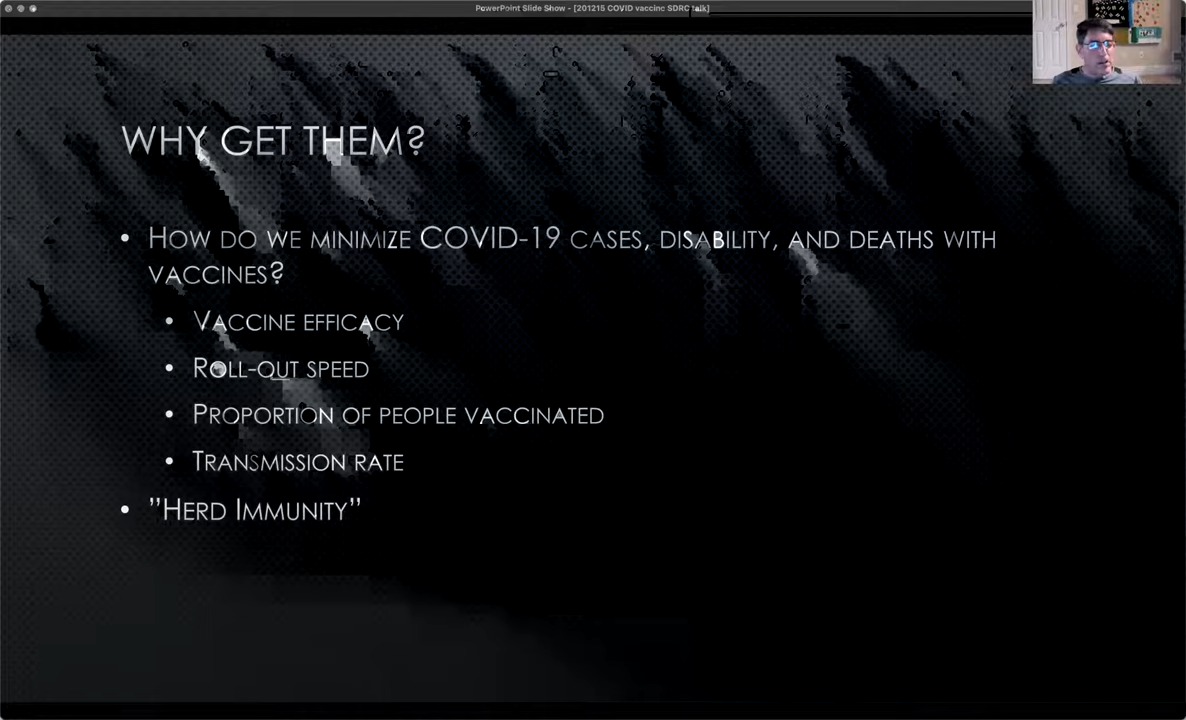 PowerPoint Slide Show - [201215 COVID vaccine SDRC talk]
WHY GET THEM?
• HOW DO WE MINIMIZE COVID-19 CASES, DISABILITY, AND DEATHS WITH
VACCINES?
• VACCINE EFFICACY
• ROLL-OUT SPEED
• PROPORTION OF PEOPLE VACCINATED
• TRANSMISSION RATE
• ”HERD IMMUNITY”